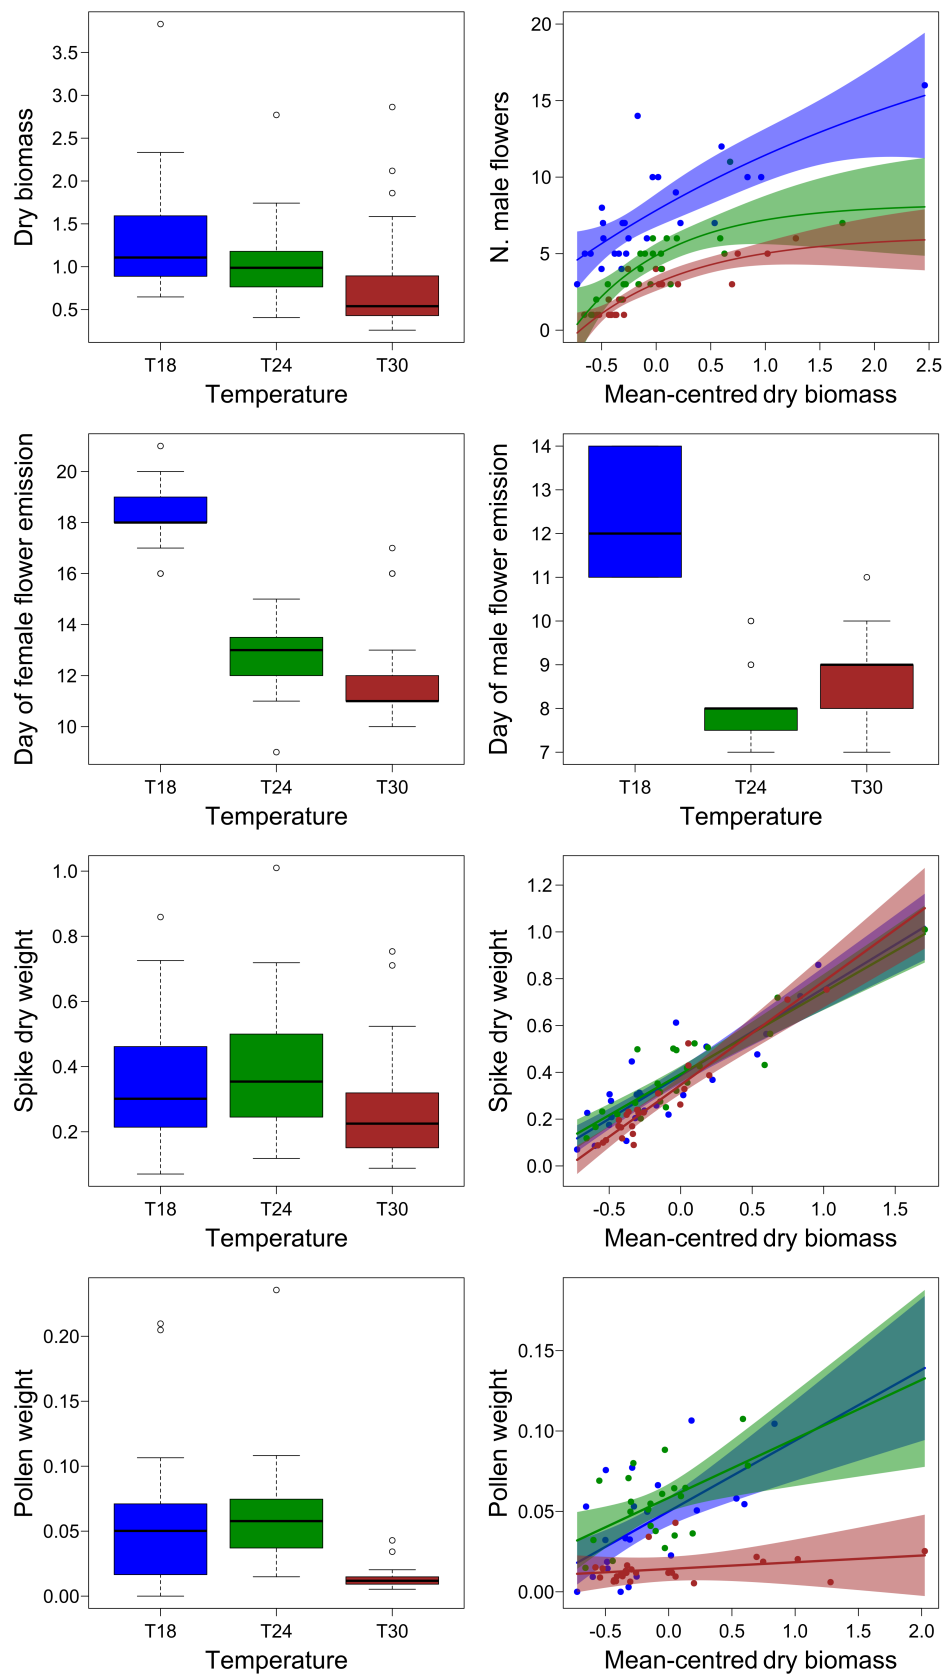 Dry biomass
3.5
3.0
2.5
2.0
1.5
1.0
0.5
T18 T24 T30
Temperature
N. male flowers
20
15
10
5
0
-0.5 0.0 0.5 1.0 1.5 2.0 2.5
Mean-centred dry biomass
Day of female flower emission
20
18
16
14
12
10
T18 T24 T30
Temperature
Day of male flower emission
14
13
12
11
10
9
8
7
T18 T24 T30
Temperature
Spike dry weight
1.0
0.8
0.6
0.4
0.2
T18 T24 T30
Temperature
Spike dry weight
1.2
1.0
0.8
0.6
0.4
0.2
0.0
-0.5 0.0 0.5 1.0 1.5
Mean-centred dry biomass
Pollen weight
0.20
0.15
0.10
0.05
0.00
T18 T24 T30
Temperature
Pollen weight
0.15
0.10
0.05
0.00
-0.5 0.0 0.5 1.0 1.5 2.0
Mean-centred dry biomass